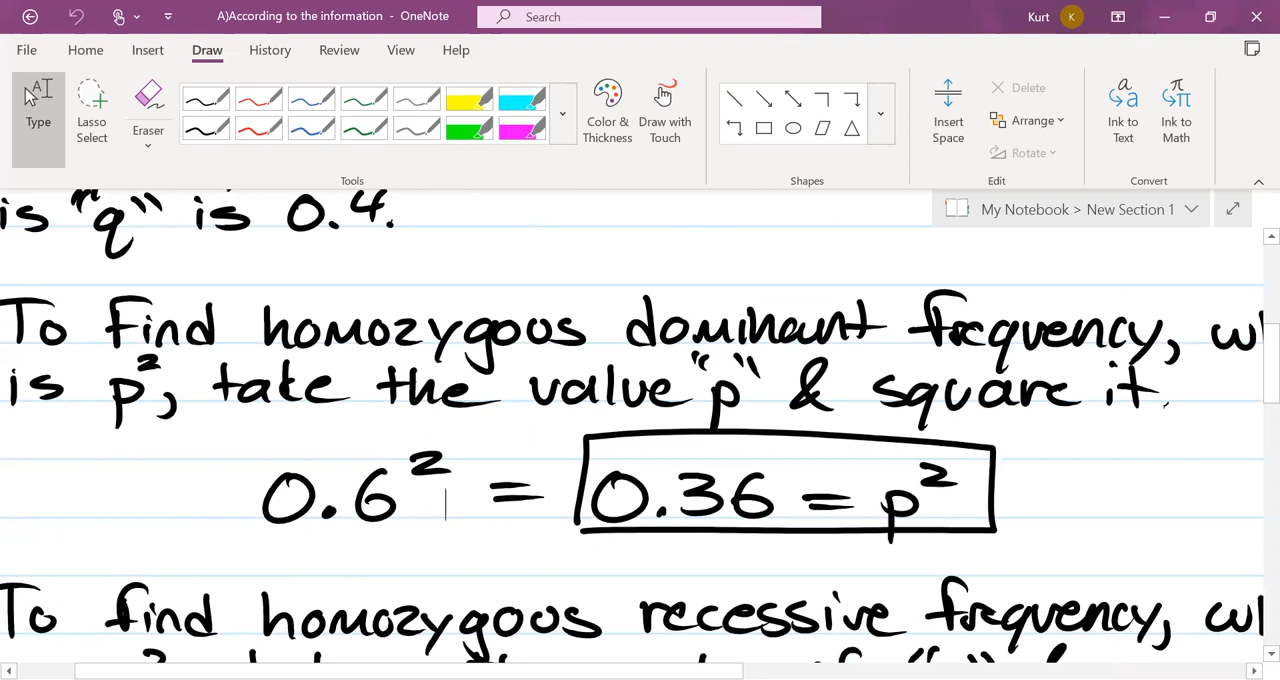 A)According to the information - OneNote
Search
Kurt
K
File Home Insert Draw History Review View Help
Type
Lasso Select
Eraser
Color & Thickness
Draw with Touch
Insert Space
Delete
Arrange
Rotate
Ink to Text
Ink to Math
Tools
Shapes
Edit
Convert
My Notebook > New Section 1
is "q" is 0.4.
To find homozygous dominant frequency, w
is p², take the value "p" & square it.
0.6² = 0.36 = p²
To find homozygous recessive frequency, w